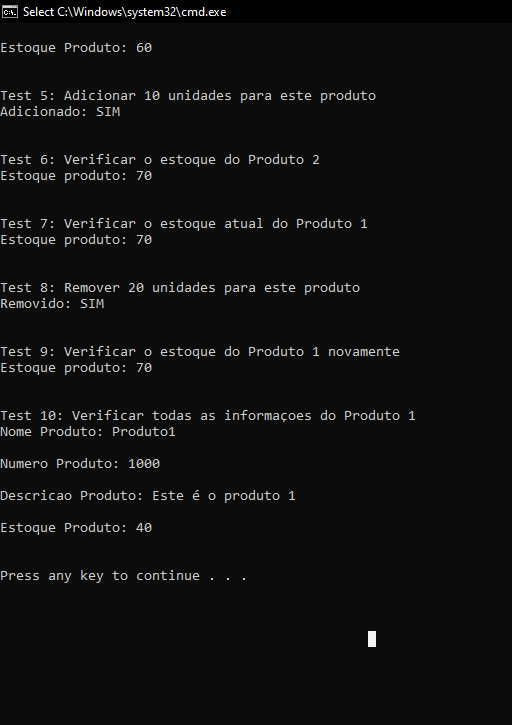 Select C:\Windows\system32\cmd.exe
Estoque Produto: 60
Test 5: Adicionar 10 unidades para este produto
Adicionado: SIM
Test 6: Verificar o estoque do Produto 2
Estoque produto: 70
Test 7: Verificar o estoque atual do Produto 1
Estoque produto: 70
Test 8: Remover 20 unidades para este produto
Removido: SIM
Test 9: Verificar o estoque do Produto 1 novamente
Estoque produto: 70
Test 10: Verificar todas as informaçoes do Produto 1
Nome Produto: Produto1
Numero Produto: 1000
Descricao Produto: Este é o produto 1
Estoque Produto: 40
Press any key to continue . . .